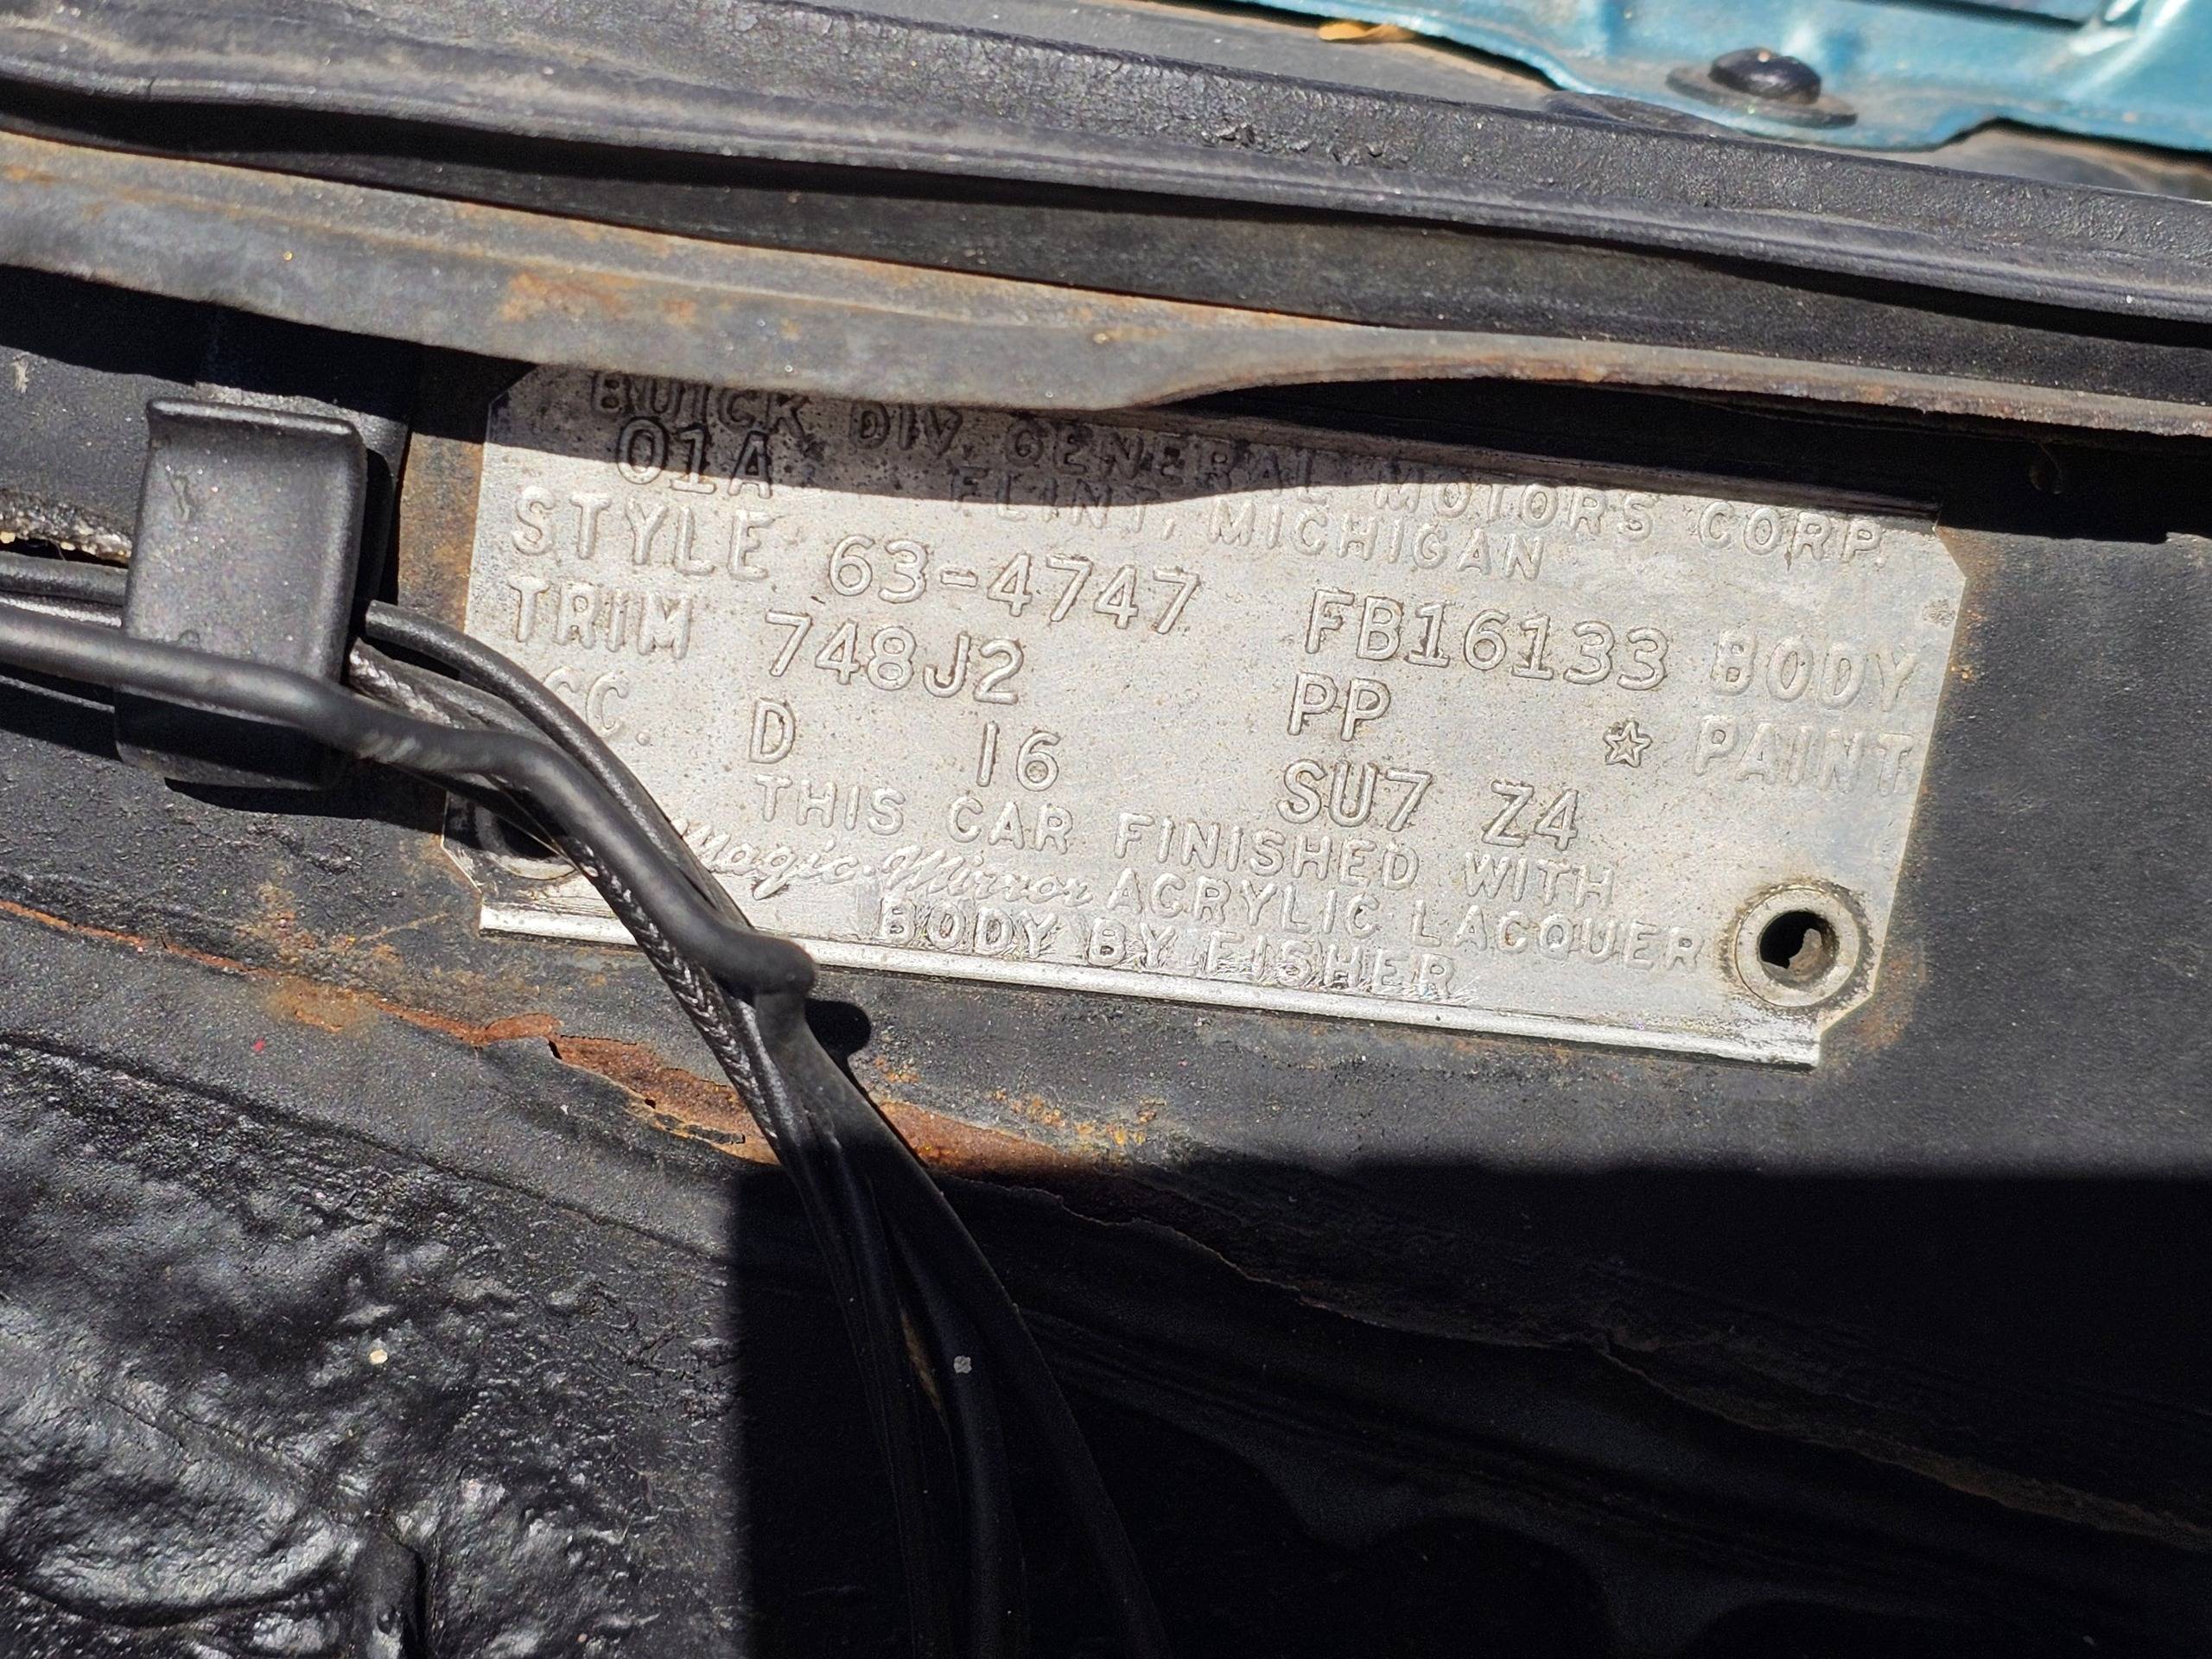 BUICK DIV. GENERAL MOTORS CORP.
01A FLINT, MICHIGAN
STYLE 63-4747 FB16133 BODY
TRIM 748J2 PP ☆ PAINT
CC. D 16 SU7 Z4
THIS CAR FINISHED WITH
Magic-Mirror ACRYLIC LACQUER
BODY BY FISHER